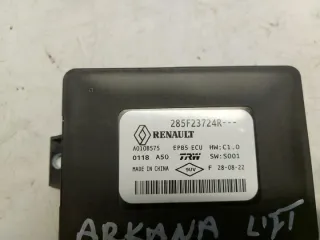 285F23724R---
RENAULT
A0108575 EPB5 ECU HW:C1.0
0118 A50 TRW SW:S001
MADE IN CHINA F 28-08-22
ARKANA LIFT